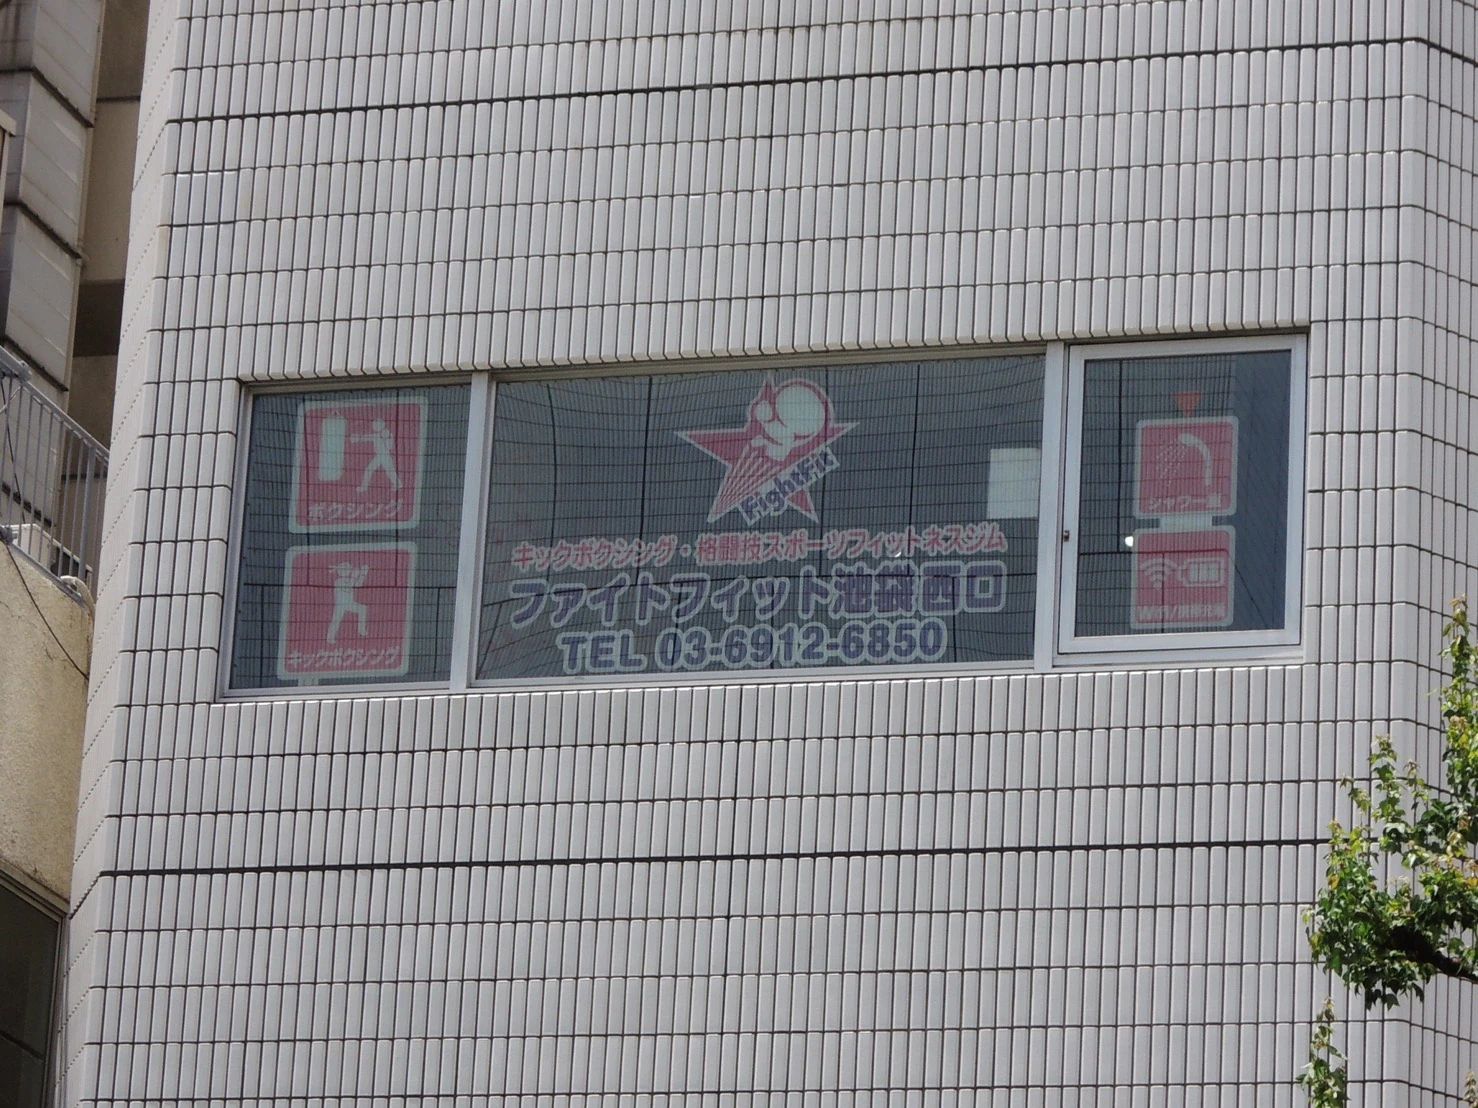 ボクシング
キックボクシング
FightFit
キックボクシング・格闘技スポーツフィットネスジム
ファイトフィット池袋西口
TEL 03-6912-6850
シャワー室